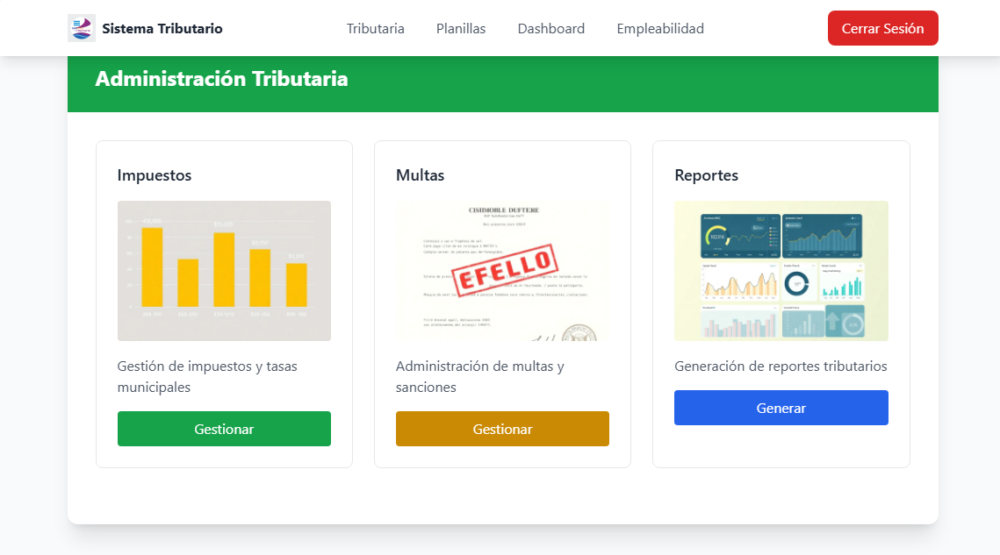 Sistema Tributario
Tributaria
Planillas
Dashboard
Empleabilidad
Cerrar Sesión
Administración Tributaria
Impuestos
Multas
Reportes
CISIMOBLE DUFTERE
EFELLO
Gestión de impuestos y tasas
municipales
Gestionar
Administración de multas y
sanciones
Gestionar
Generación de reportes tributarios
Generar